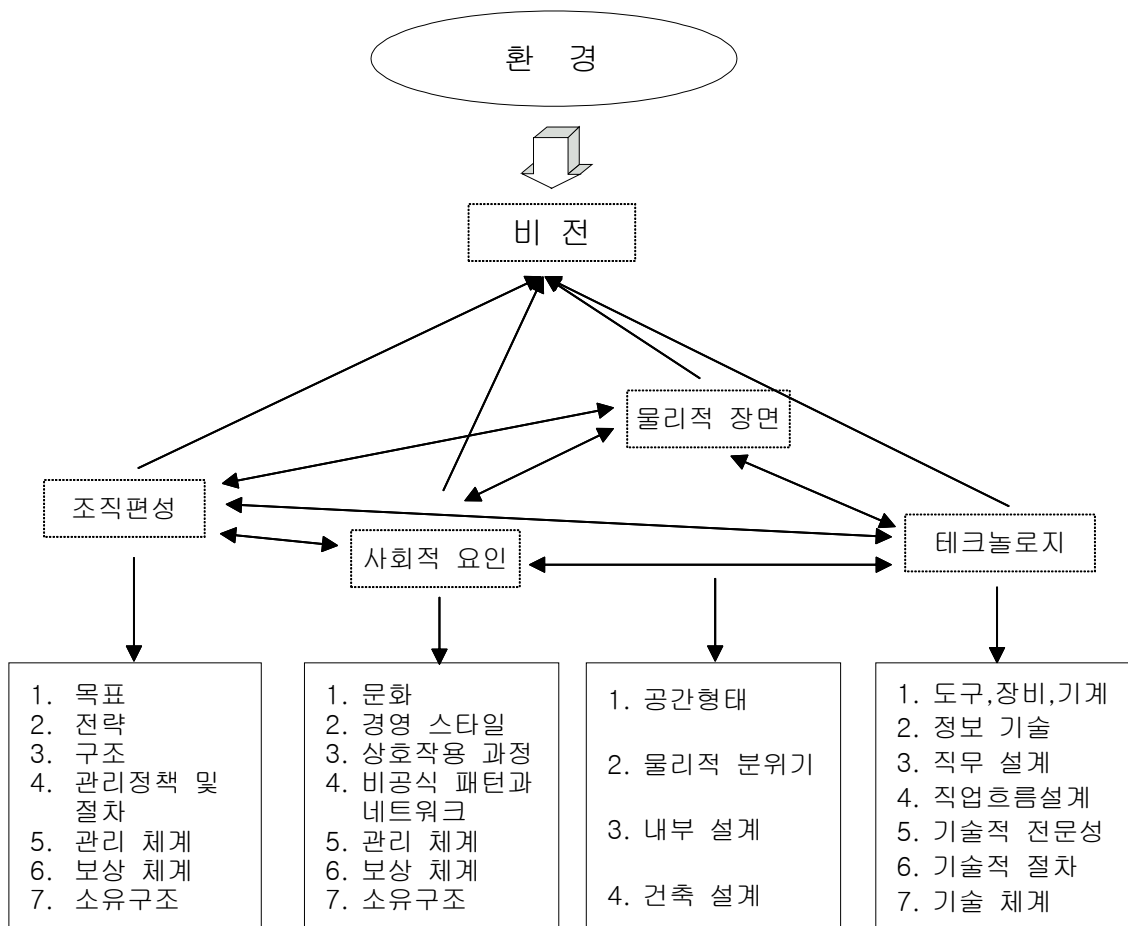 환 경
비 전
물리적 장면
조직편성
사회적 요인
테크놀로지
1. 목표
2. 전략
3. 구조
4. 관리정책 및
절차
5. 관리 체계
6. 보상 체계
7. 소유구조
1. 문화
2. 경영 스타일
3. 상호작용 과정
4. 비공식 패턴과
네트워크
5. 관리 체계
6. 보상 체계
7. 소유구조
1. 공간형태
2. 물리적 분위기
3. 내부 설계
4. 건축 설계
1. 도구,장비,기계
2. 정보 기술
3. 직무 설계
4. 직업흐름설계
5. 기술적 전문성
6. 기술적 절차
7. 기술 체계